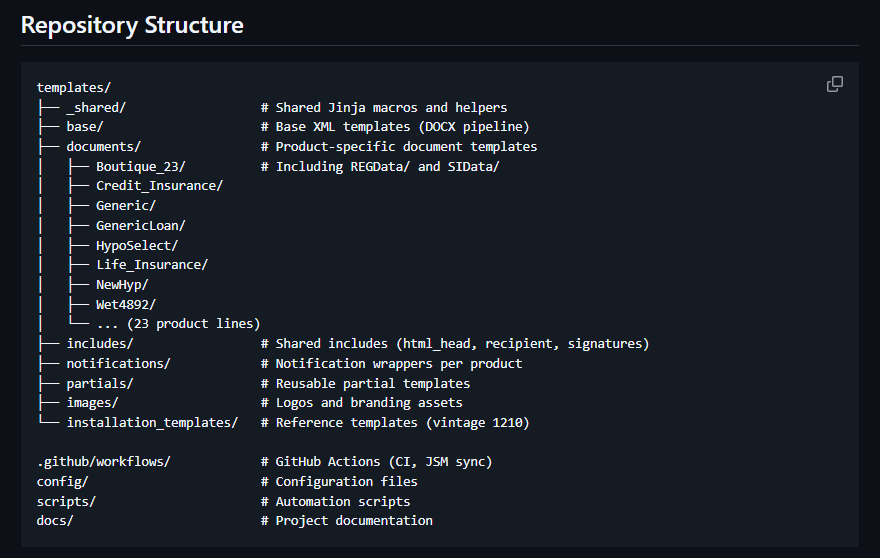 Repository Structure
templates/
├── _shared/                  # Shared Jinja macros and helpers
├── base/                     # Base XML templates (DOCX pipeline)
├── documents/                # Product-specific document templates
│   ├── Boutique_23/          # Including REGData/ and SIData/
│   ├── Credit_Insurance/
│   ├── Generic/
│   ├── GenericLoan/
│   ├── HypoSelect/
│   ├── Life_Insurance/
│   ├── NewHyp/
│   ├── Wet4892/
│   └── ... (23 product lines)
├── includes/                 # Shared includes (html_head, recipient, signatures)
├── notifications/            # Notification wrappers per product
├── partials/                 # Reusable partial templates
├── images/                   # Logos and branding assets
└── installation_templates/   # Reference templates (vintage 1210)
.github/workflows/            # GitHub Actions (CI, JSM sync)
config/                       # Configuration files
scripts/                      # Automation scripts
docs/                         # Project documentation